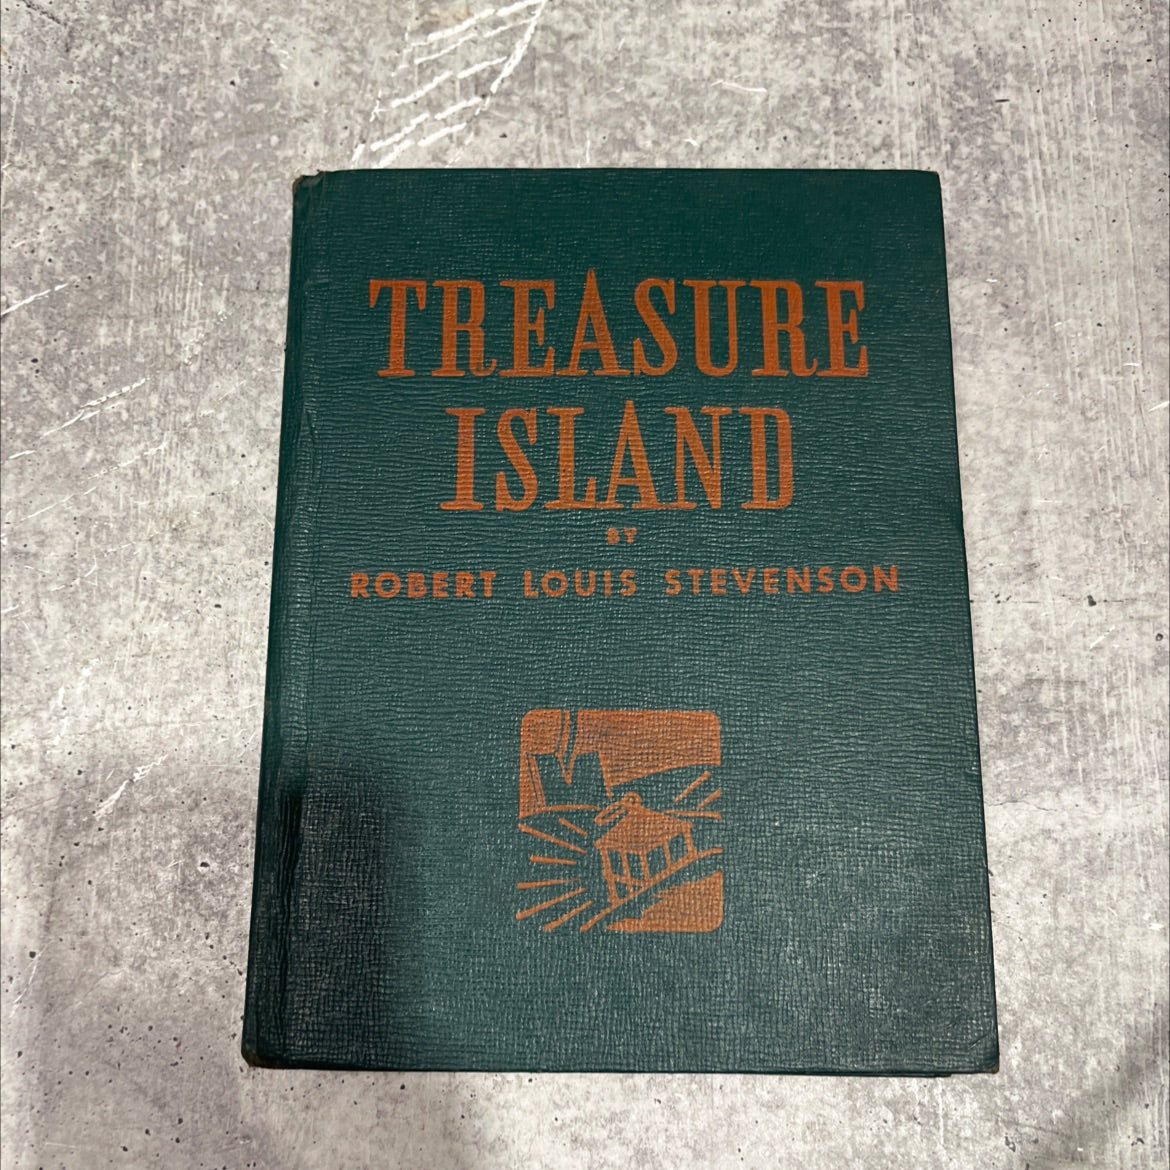 TREASURE
ISLAND
BY
ROBERT LOUIS STEVENSON